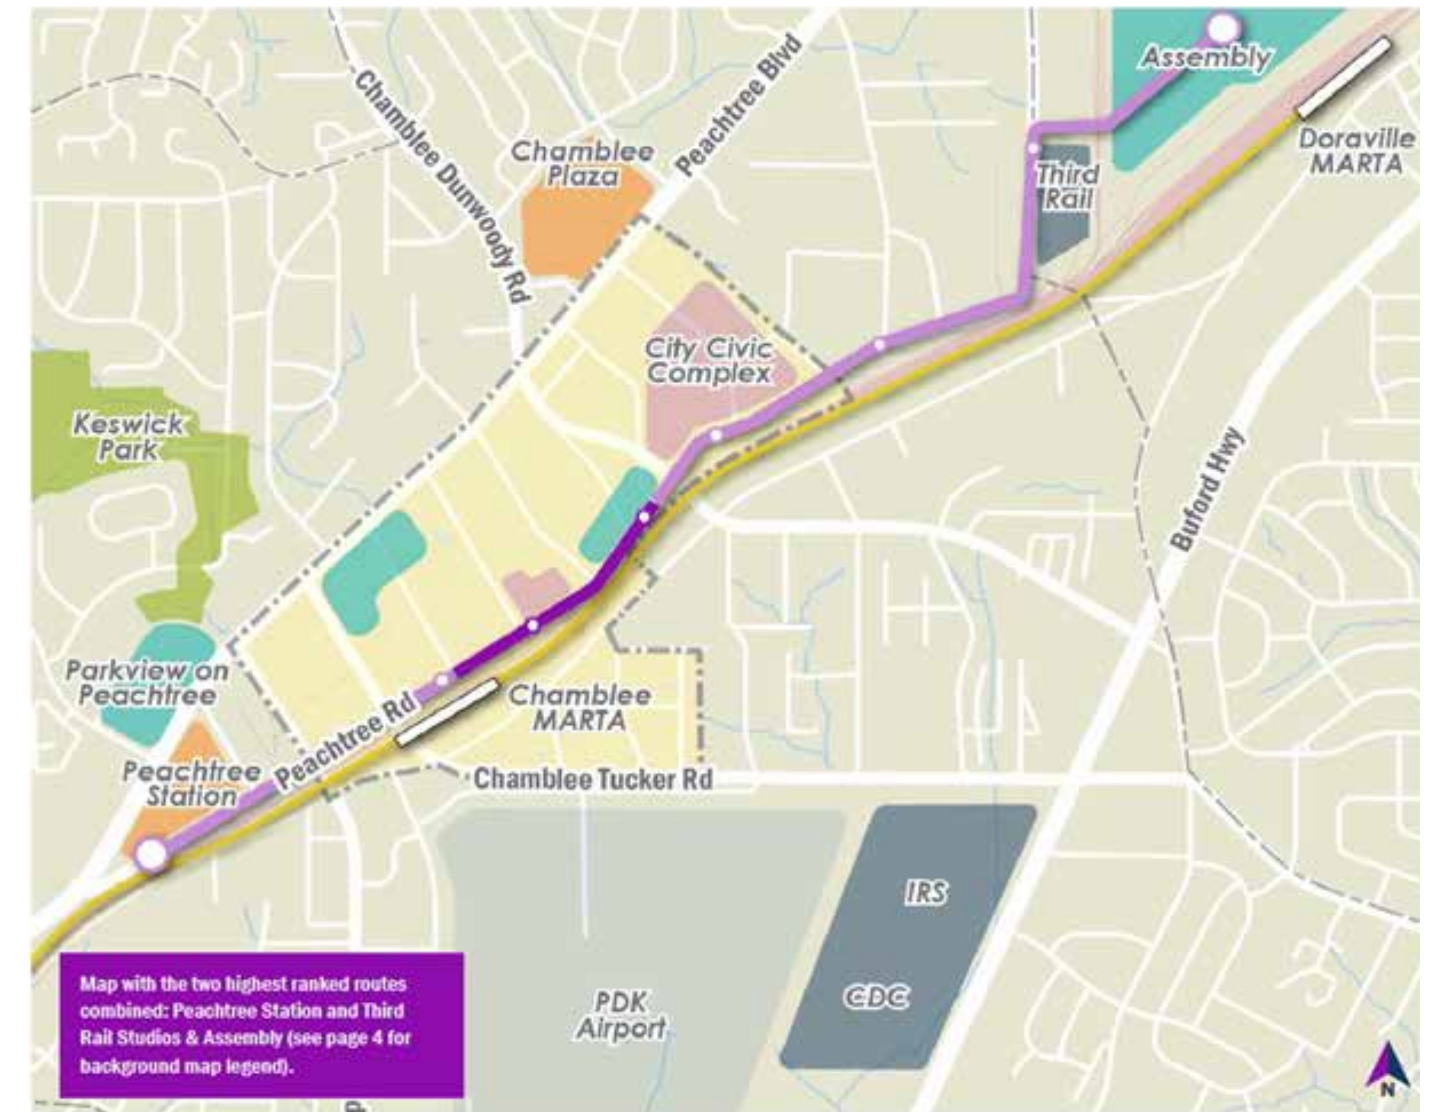 Assembly
Peachtree Blvd
Chamblee Dunwoody Rd
Chamblee
Plaza
Doraville
MARTA
Third
Rail
City Civic
Complex
Keswick
Park
Buford Hwy
Parkview on
Peachtree
Chamblee
MARTA
Peachtree Rd
Peachtree
Station
Chamblee Tucker Rd
IRS
CDC
PDK
Airport
Map with the two highest ranked routes
combined: Peachtree Station and Third
Rail Studios & Assembly (see page 4 for
background map legend).
N